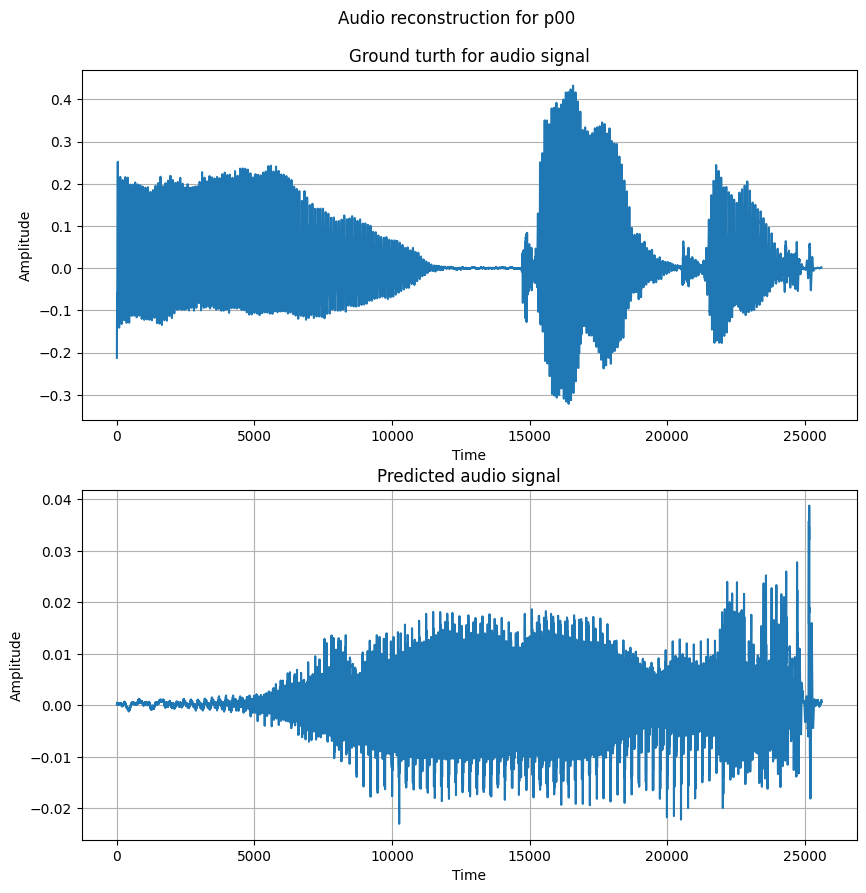 Audio reconstruction for p00
Ground turth for audio signal
0.4
0.3
0.2
0.1
0.0
−0.1
−0.2
−0.3
Amplitude
0 5000 10000 15000 20000 25000
Time
Predicted audio signal
0.04
0.03
0.02
0.01
0.00
−0.01
−0.02
Amplitude
0 5000 10000 15000 20000 25000
Time